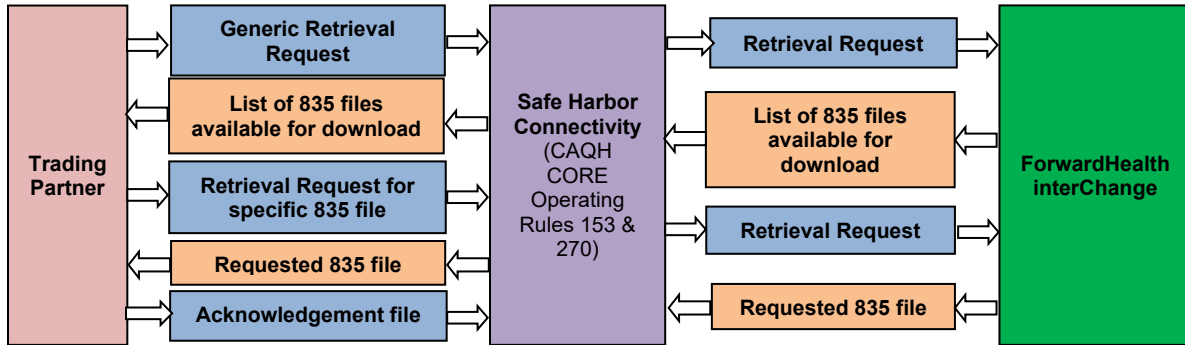 Trading
Partner
Generic Retrieval
Request
List of 835 files
available for download
Retrieval Request for
specific 835 file
Requested 835 file
Acknowledgement file
Safe Harbor
Connectivity
(CAQH
CORE
Operating
Rules 153 &
270)
Retrieval Request
List of 835 files
available for
download
Retrieval Request
Requested 835 file
ForwardHealth
interChange